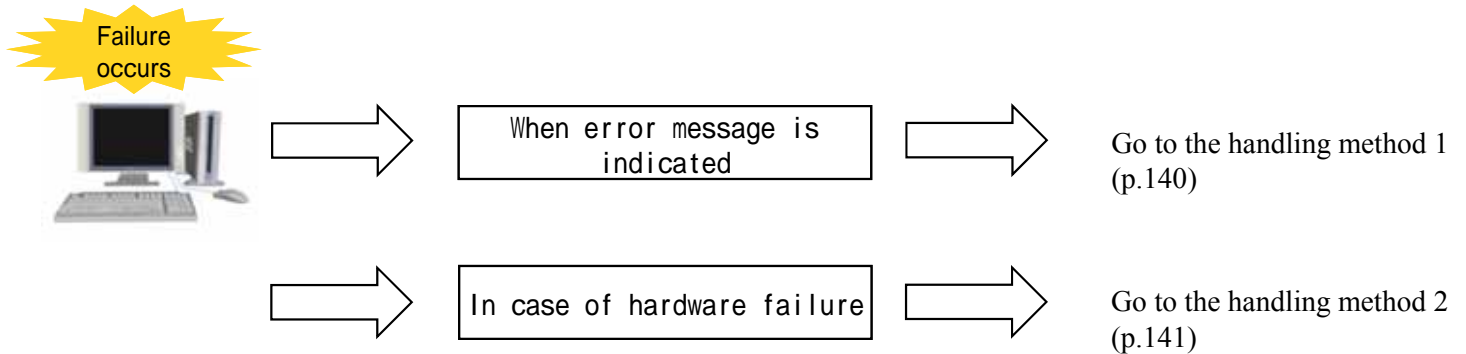 Failure
occurs
When error message is
indicated
Go to the handling method 1
(p.140)
In case of hardware failure
Go to the handling method 2
(p.141)